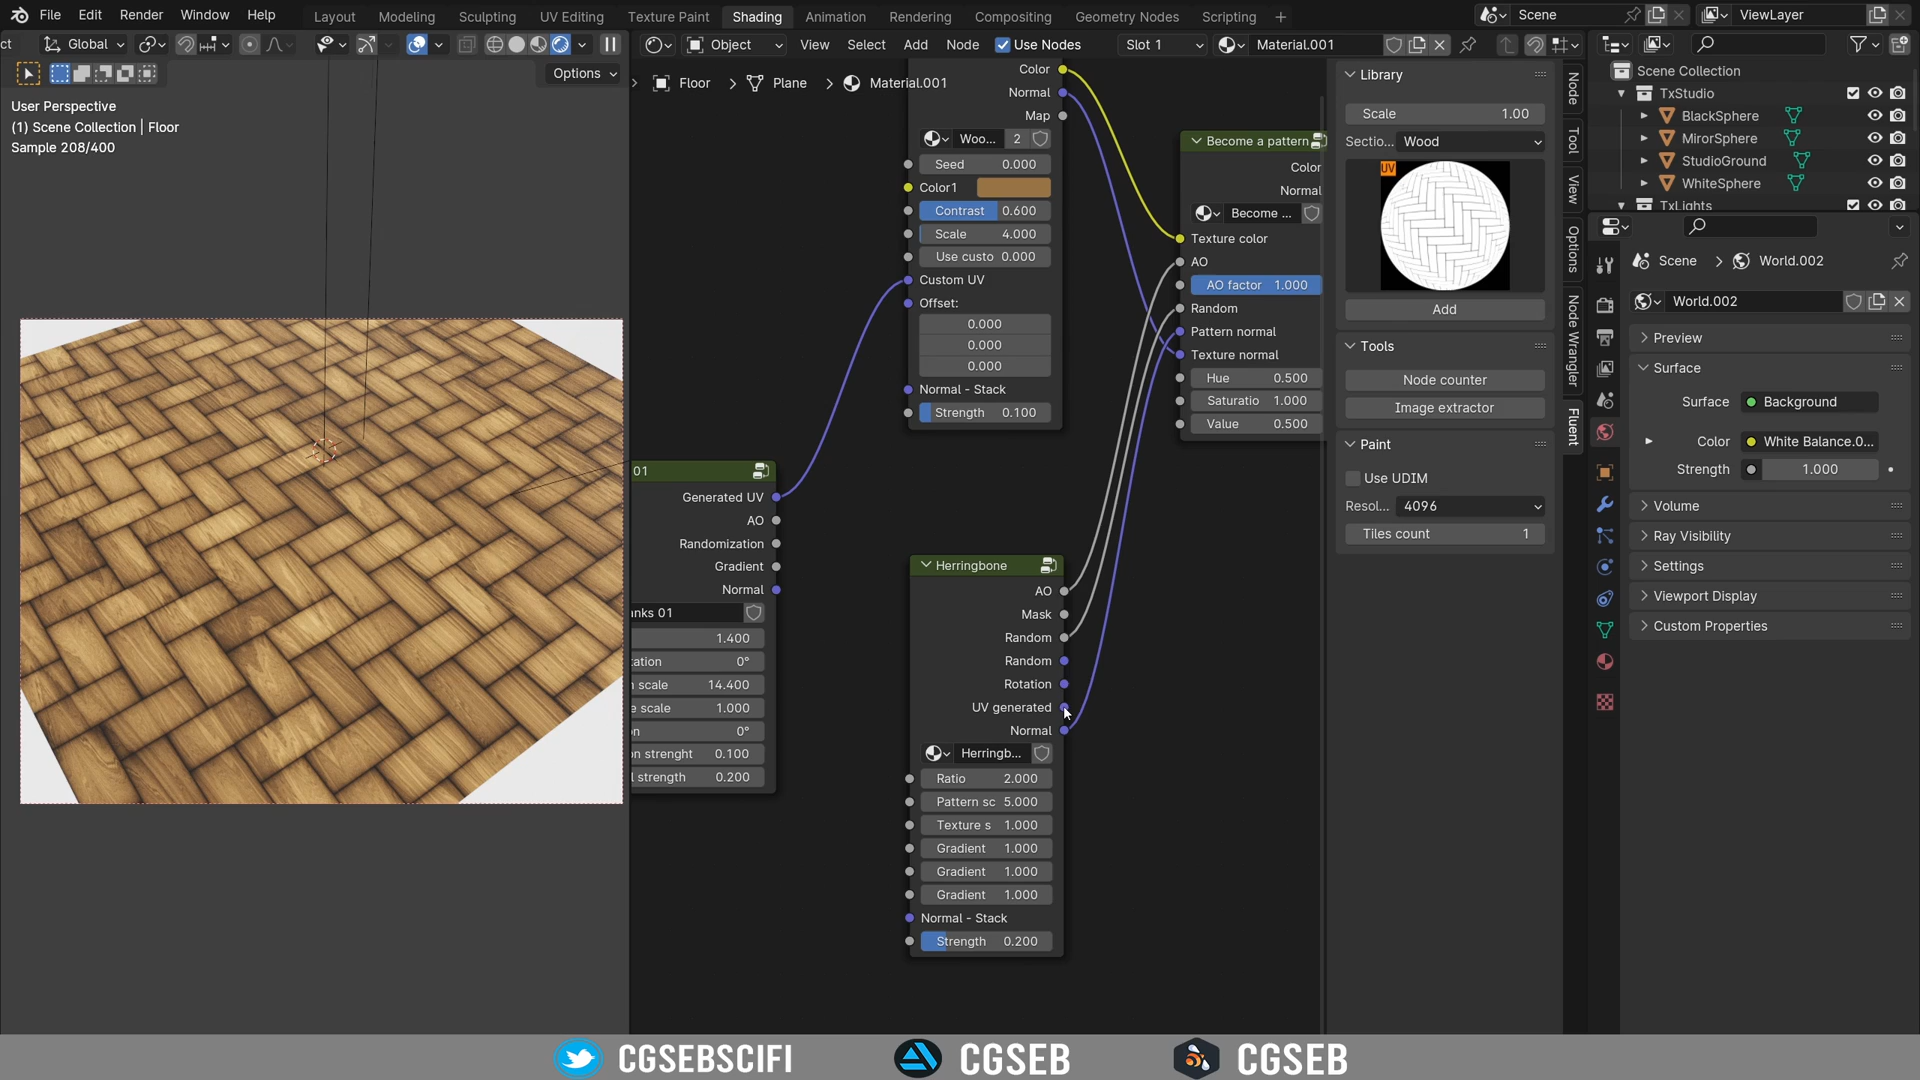 File Edit Render Window Help
Layout Modeling Sculpting UV Editing Texture Paint Shading Animation Rendering Compositing Geometry Nodes Scripting +
Scene
ViewLayer
ct Global
Object View Select Add Node Use Nodes Slot 1 Material.001
Options
User Perspective
(1) Scene Collection | Floor
Sample 208/400
Floor > Plane > Material.001
Color
Normal
Map
Woo... 2
Seed 0.000
Color1
Contrast 0.600
Scale 4.000
Use custo 0.000
Custom UV
Offset:
0.000
0.000
0.000
Normal - Stack
Strength 0.100
01
Generated UV
AO
Randomization
Gradient
Normal
anks 01
1.400
tation 0°
n scale 14.400
e scale 1.000
on 0°
on strenght 0.100
l strength 0.200
Herringbone
AO
Mask
Random
Random
Rotation
UV generated
Normal
Herringb...
Ratio 2.000
Pattern sc 5.000
Texture s 1.000
Gradient 1.000
Gradient 1.000
Gradient 1.000
Normal - Stack
Strength 0.200
Become a pattern
Color
Normal
Become ...
Texture color
AO
AO factor 1.000
Random
Pattern normal
Texture normal
Hue 0.500
Saturatio 1.000
Value 0.500
Library
Scale 1.00
Sectio... Wood
UV
Add
Tools
Node counter
Image extractor
Paint
Use UDIM
Resol... 4096
Tiles count 1
Node
Tool
View
Options
Node Wrangler
Fluent
Scene Collection
TxStudio
BlackSphere
MirorSphere
StudioGround
WhiteSphere
TxLights
Scene > World.002
World.002
Preview
Surface
Surface Background
Color White Balance.0...
Strength 1.000
Volume
Ray Visibility
Settings
Viewport Display
Custom Properties
CGSEBSCIFI CGSEB CGSEB